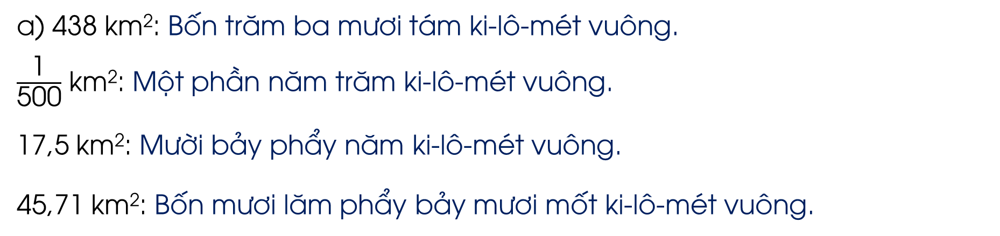 a) 438 km²: Bốn trăm ba mươi tám ki-lô-mét vuông.
1/500 km²: Một phần năm trăm ki-lô-mét vuông.
17,5 km²: Mười bảy phẩy năm ki-lô-mét vuông.
45,71 km²: Bốn mươi lăm phẩy bảy mươi mốt ki-lô-mét vuông.